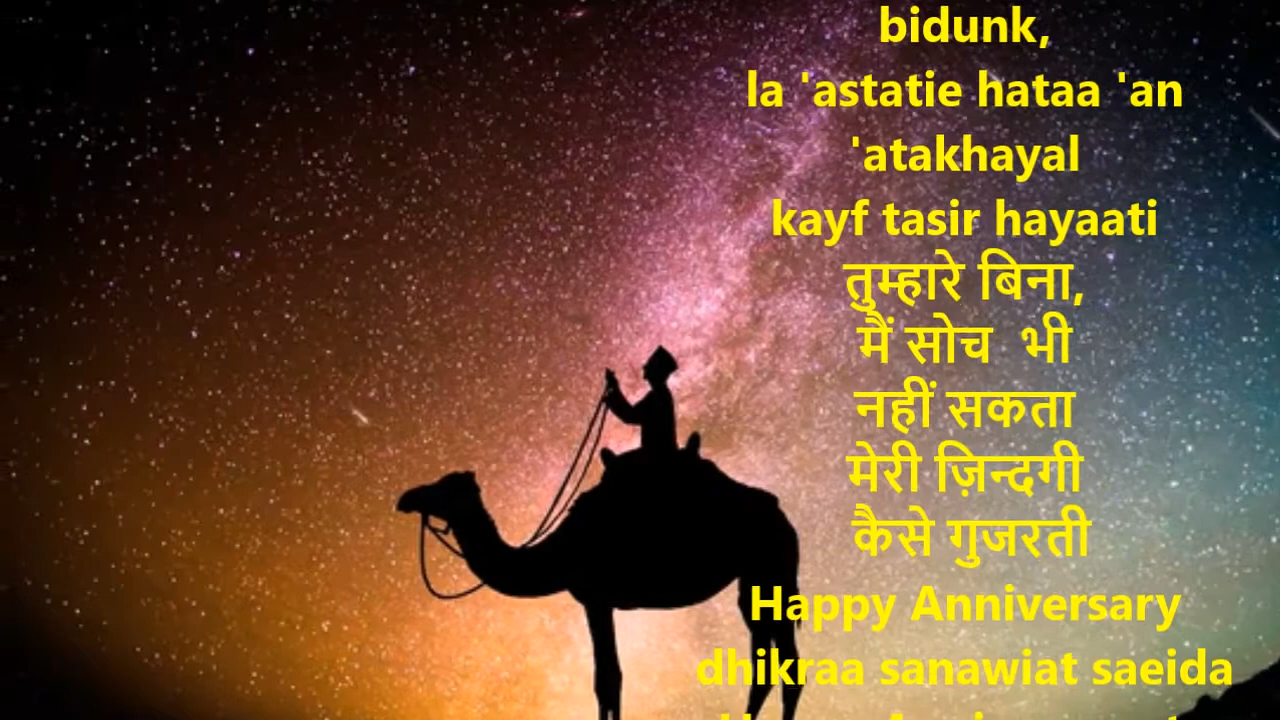 bidunk,
la 'astatie hataa 'an
'atakhayal
kayf tasir hayaati
तुम्हारे बिना,
मैं सोच भी
नहीं सकता
मेरी ज़िन्दगी
कैसे गुजरती
Happy Anniversary
dhikraa sanawiat saeida